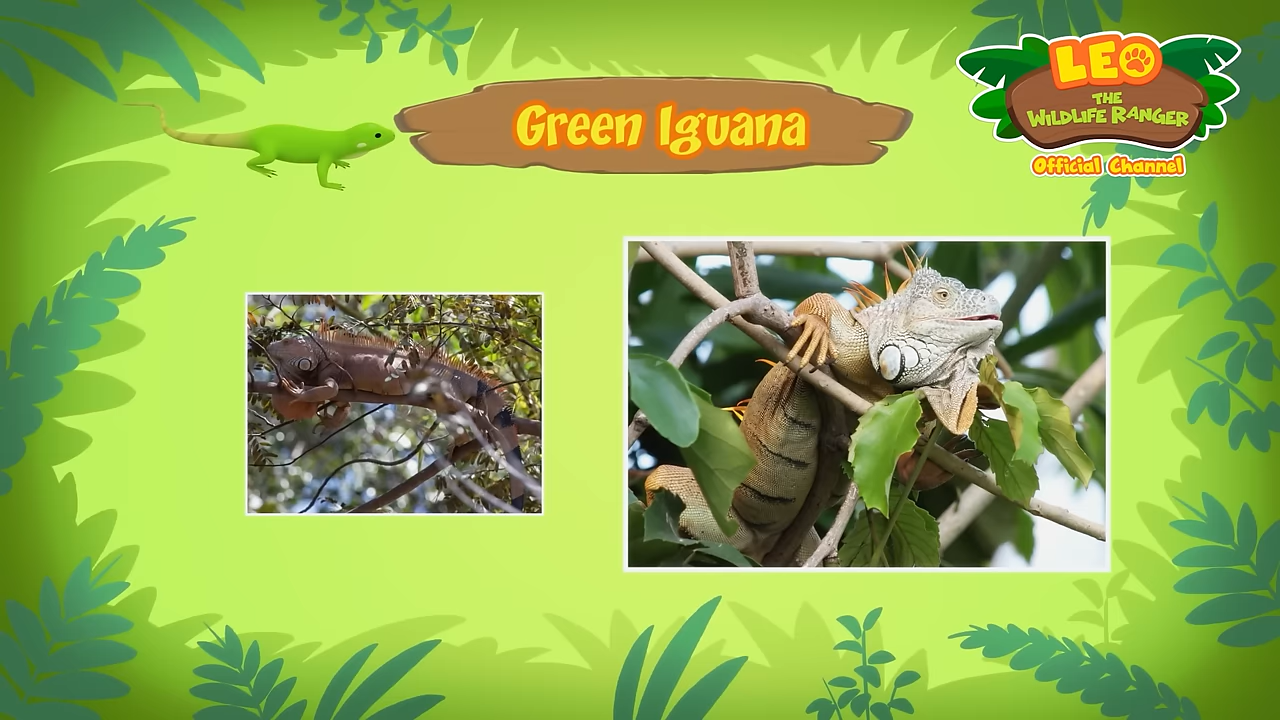 Green Iguana
LEO
THE
WILDLIFE RANGER
Official Channel